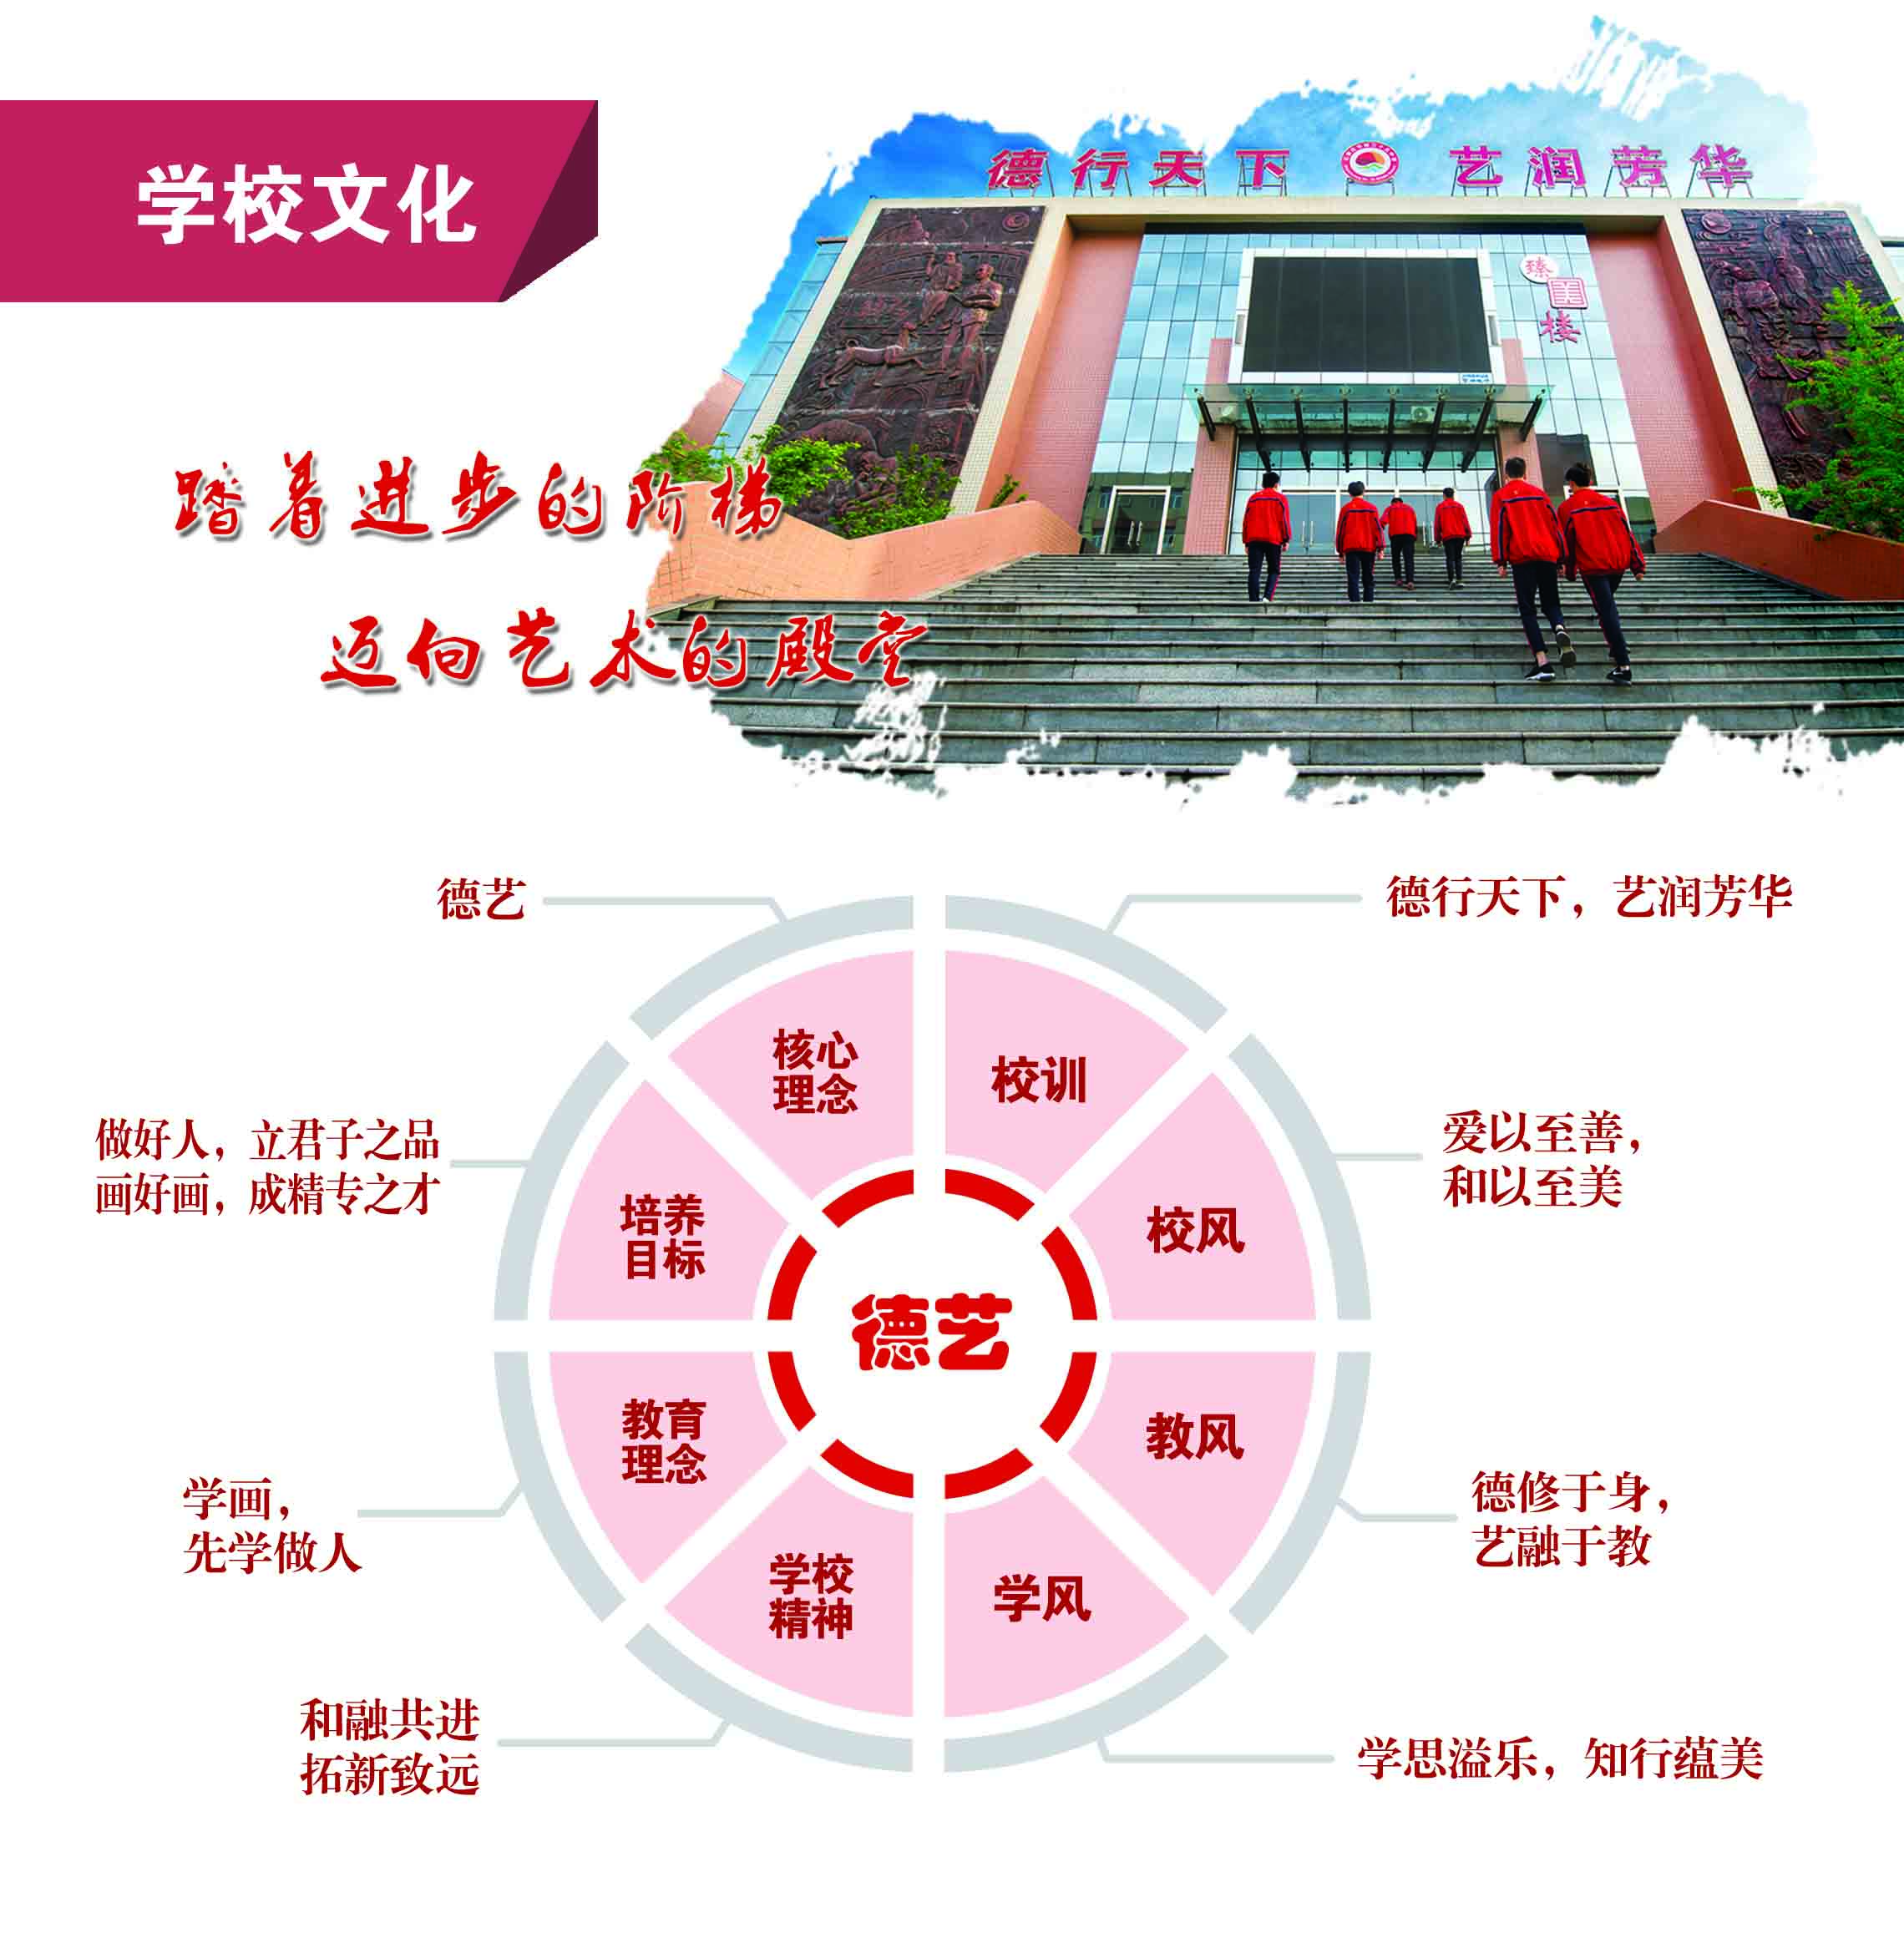 学校文化
德行天下 艺润芳华
臻美楼
踏着进步的阶梯
迈向艺术的殿堂
德艺
德行天下，艺润芳华
核心
理念
校训
做好人，立君子之品
画好画，成精专之才
爱以至善，
和以至美
培养
目标
校风
德艺
教育
理念
教风
学画，
先学做人
德修于身，
艺融于教
学校
精神
学风
和融共进
拓新致远
学思溢乐，知行蕴美